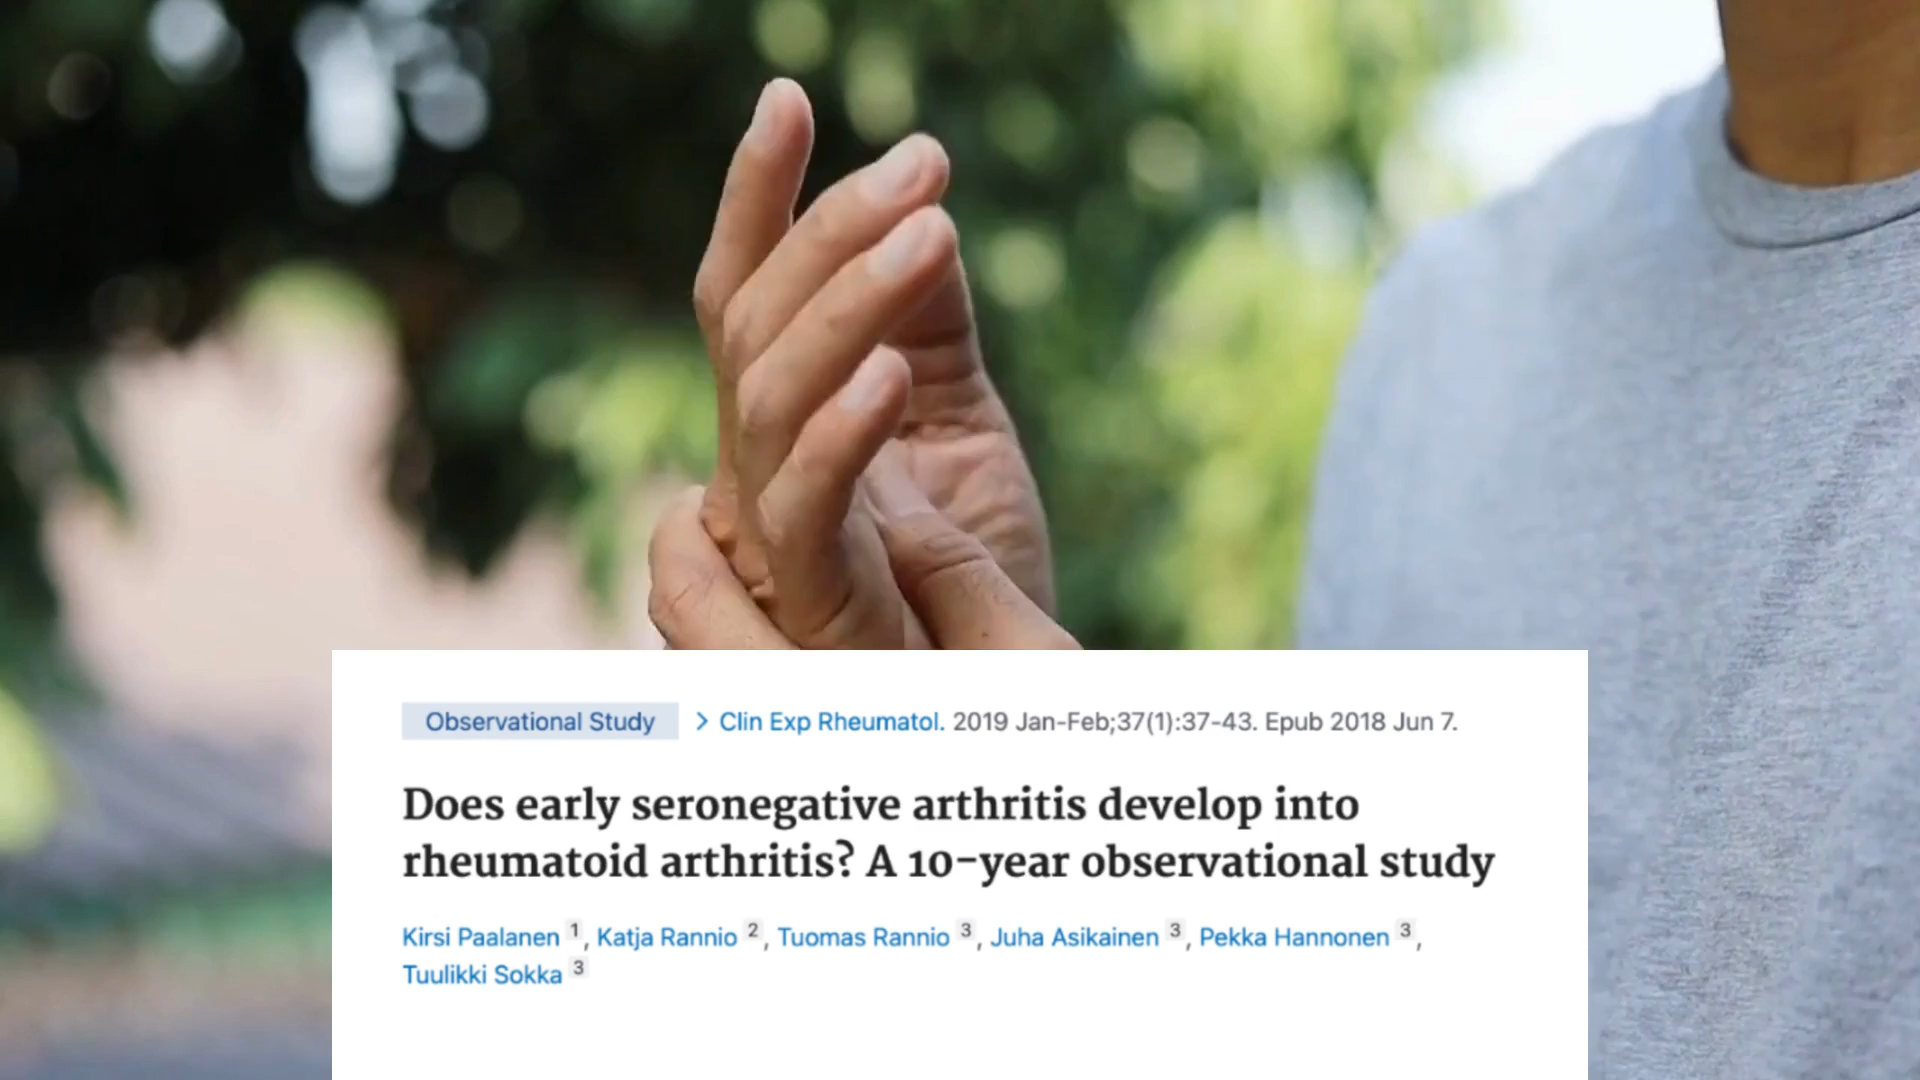 Observational Study > Clin Exp Rheumatol. 2019 Jan-Feb;37(1):37-43. Epub 2018 Jun 7.
Does early seronegative arthritis develop into
rheumatoid arthritis? A 10-year observational study
Kirsi Paalanen 1, Katja Rannio 2, Tuomas Rannio 3, Juha Asikainen 3, Pekka Hannonen 3,
Tuulikki Sokka 3